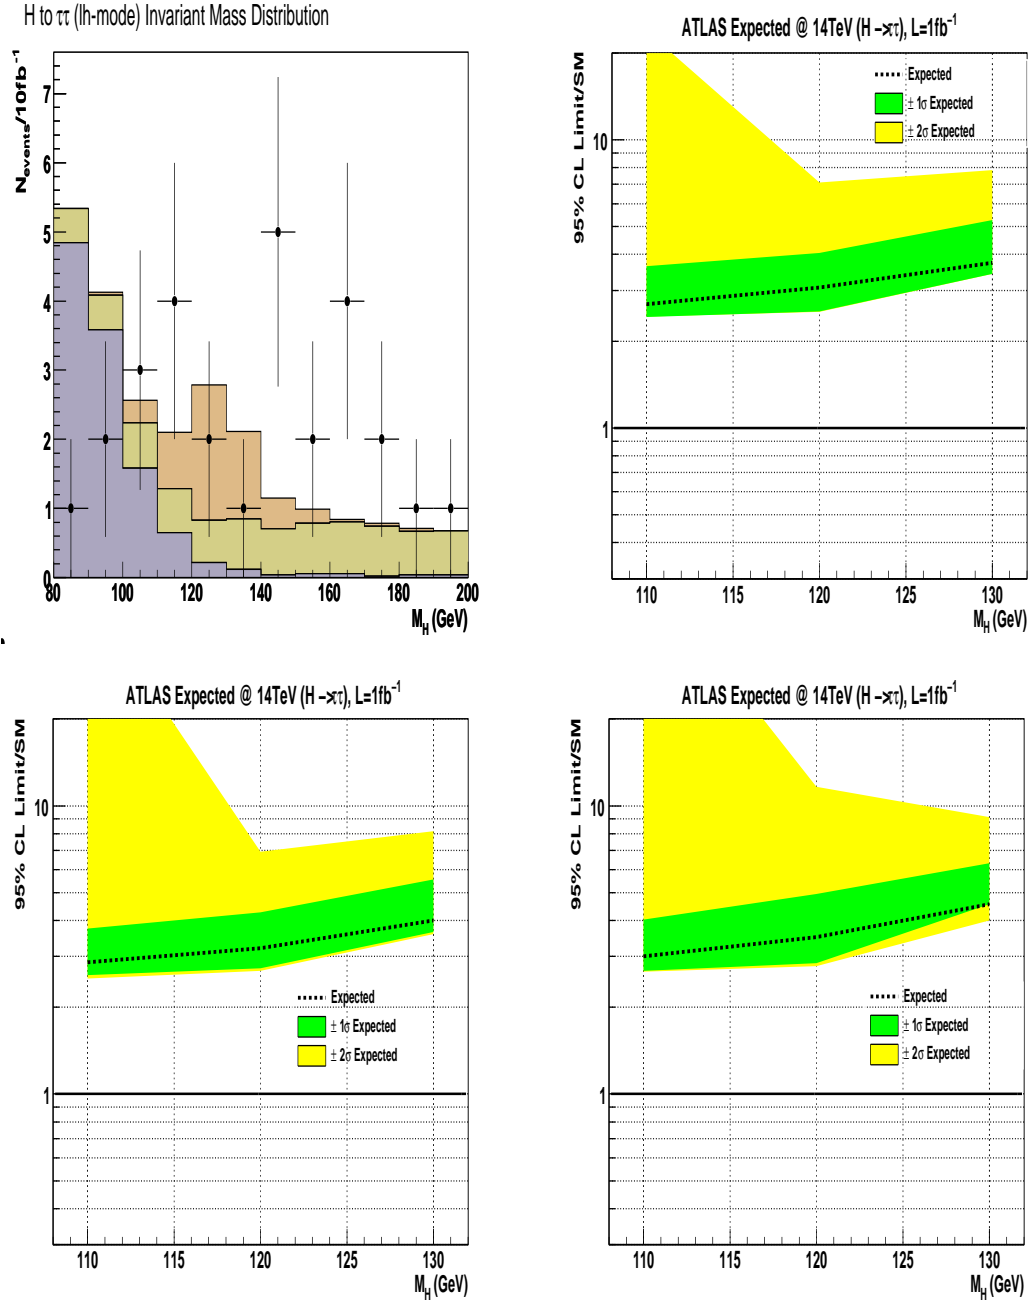 H to ττ (lh-mode) Invariant Mass Distribution
N_events/10fb⁻¹
7
6
5
4
3
2
1
0
80 100 120 140 160 180 200
M_H (GeV)
ATLAS Expected @ 14TeV (H –>ττ), L=1fb⁻¹
95% CL Limit/SM
Expected
± 1σ Expected
± 2σ Expected
10
1
110 115 120 125 130
M_H (GeV)
ATLAS Expected @ 14TeV (H –>ττ), L=1fb⁻¹
95% CL Limit/SM
10
Expected
± 1σ Expected
± 2σ Expected
1
110 115 120 125 130
M_H (GeV)
ATLAS Expected @ 14TeV (H –>ττ), L=1fb⁻¹
95% CL Limit/SM
10
Expected
± 1σ Expected
± 2σ Expected
1
110 115 120 125 130
M_H (GeV)